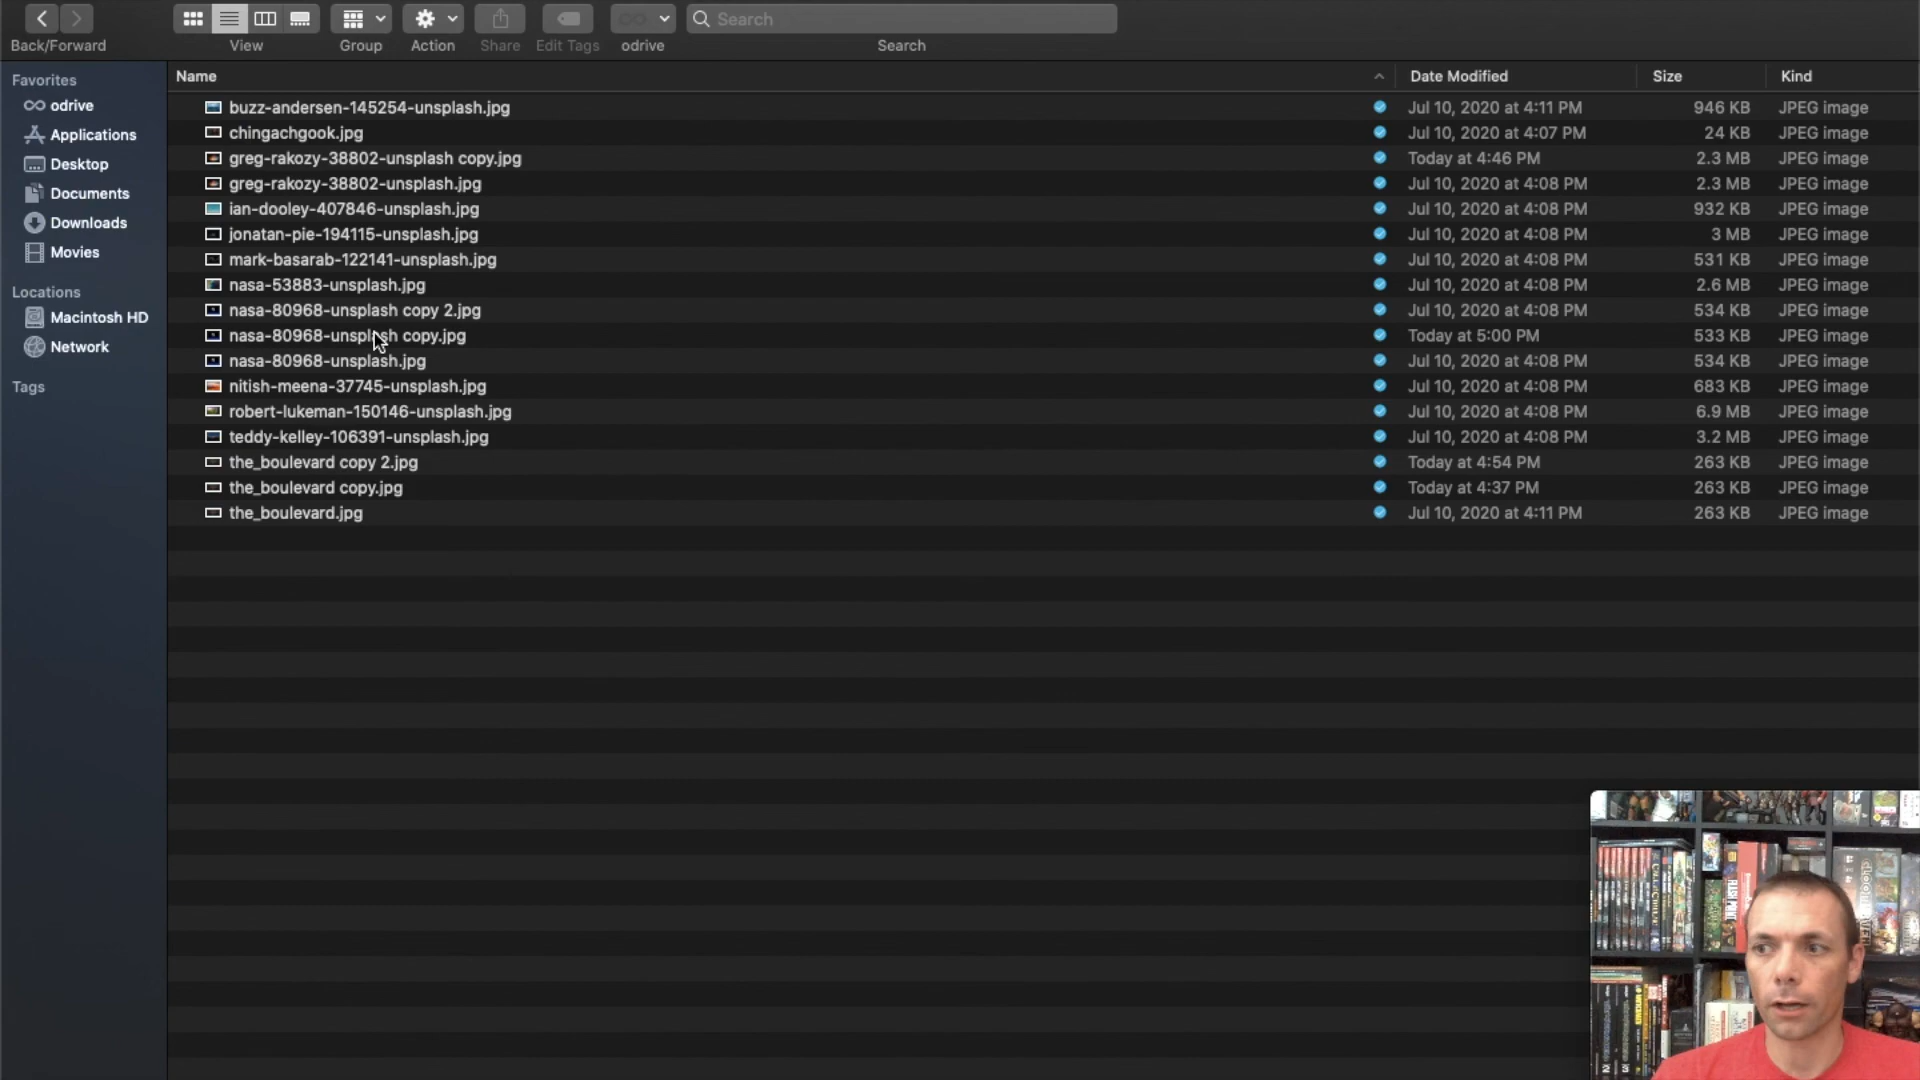 Search
Back/Forward View Group Action Share Edit Tags odrive Search
Favorites
odrive
Applications
Desktop
Documents
Downloads
Movies
Locations
Macintosh HD
Network
Tags
Name Date Modified Size Kind
buzz-andersen-145254-unsplash.jpg Jul 10, 2020 at 4:11 PM 946 KB JPEG image
chingachgook.jpg Jul 10, 2020 at 4:07 PM 24 KB JPEG image
greg-rakozy-38802-unsplash copy.jpg Today at 4:46 PM 2.3 MB JPEG image
greg-rakozy-38802-unsplash.jpg Jul 10, 2020 at 4:08 PM 2.3 MB JPEG image
ian-dooley-407846-unsplash.jpg Jul 10, 2020 at 4:08 PM 932 KB JPEG image
jonatan-pie-194115-unsplash.jpg Jul 10, 2020 at 4:08 PM 3 MB JPEG image
mark-basarab-122141-unsplash.jpg Jul 10, 2020 at 4:08 PM 531 KB JPEG image
nasa-53883-unsplash.jpg Jul 10, 2020 at 4:08 PM 2.6 MB JPEG image
nasa-80968-unsplash copy 2.jpg Jul 10, 2020 at 4:08 PM 534 KB JPEG image
nasa-80968-unsplash copy.jpg Today at 5:00 PM 533 KB JPEG image
nasa-80968-unsplash.jpg Jul 10, 2020 at 4:08 PM 534 KB JPEG image
nitish-meena-37745-unsplash.jpg Jul 10, 2020 at 4:08 PM 683 KB JPEG image
robert-lukeman-150146-unsplash.jpg Jul 10, 2020 at 4:08 PM 6.9 MB JPEG image
teddy-kelley-106391-unsplash.jpg Jul 10, 2020 at 4:08 PM 3.2 MB JPEG image
the_boulevard copy 2.jpg Today at 4:54 PM 263 KB JPEG image
the_boulevard copy.jpg Today at 4:37 PM 263 KB JPEG image
the_boulevard.jpg Jul 10, 2020 at 4:11 PM 263 KB JPEG image